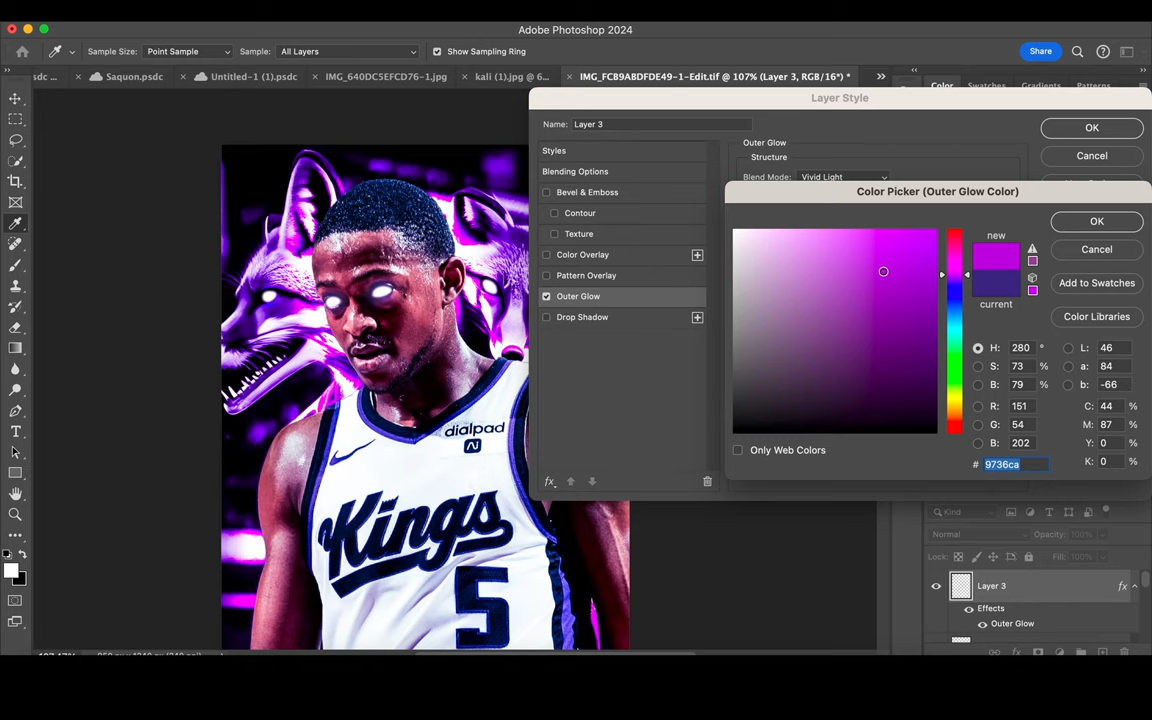 Adobe Photoshop 2024
Sample Size: Point Sample Sample: All Layers Show Sampling Ring Share
sdc ... Saquon.psdc Untitled-1 (1).psdc IMG_640DC5EFCD76-1.jpg kali (1).jpg @ 6... IMG_FCB9ABDFDE49-1-Edit.tif @ 107% (Layer 3, RGB/16*) * Color Swatches Gradients Patterns
Layer Style
Name: Layer 3
OK
Styles
Outer Glow
Structure
Cancel
Blending Options
Blend Mode: Vivid Light
Bevel & Emboss
Contour
Texture
Color Overlay
Pattern Overlay
Outer Glow
Drop Shadow
Color Picker (Outer Glow Color)
new
current
OK
Cancel
Add to Swatches
Color Libraries
H: 280 ° L: 46
S: 73 % a: 84
B: 79 % b: -66
R: 151 C: 44 %
G: 54 M: 87 %
B: 202 Y: 0 %
Only Web Colors
# 9736ca K: 0 %
fx
dialpad
Ai
Kings
5
Kind
Normal Opacity: 100%
Lock: Fill: 100%
Layer 3 fx
Effects
Outer Glow